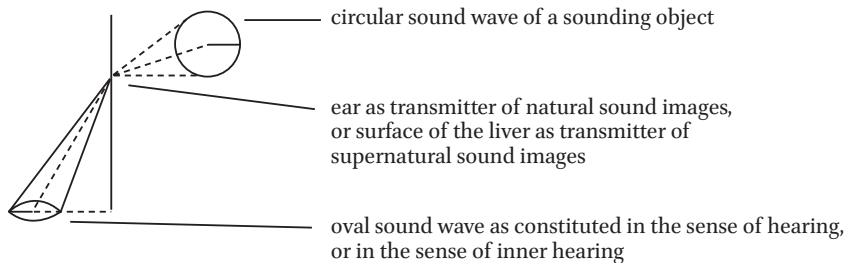 circular sound wave of a sounding object
ear as transmitter of natural sound images,
or surface of the liver as transmitter of
supernatural sound images
oval sound wave as constituted in the sense of hearing,
or in the sense of inner hearing